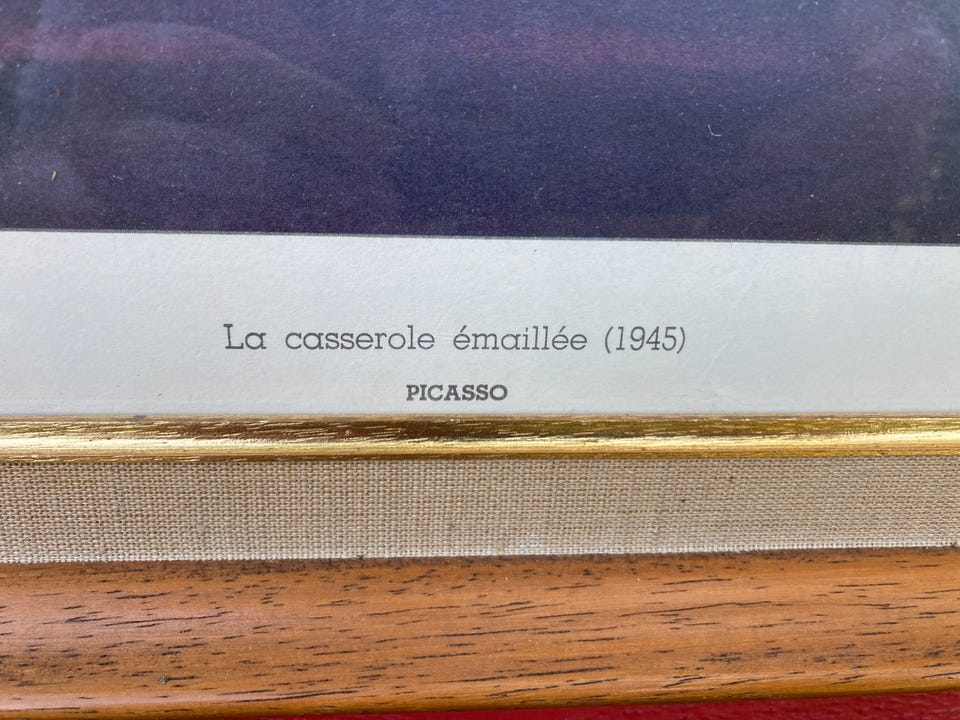 La casserole émaillée (1945)
PICASSO